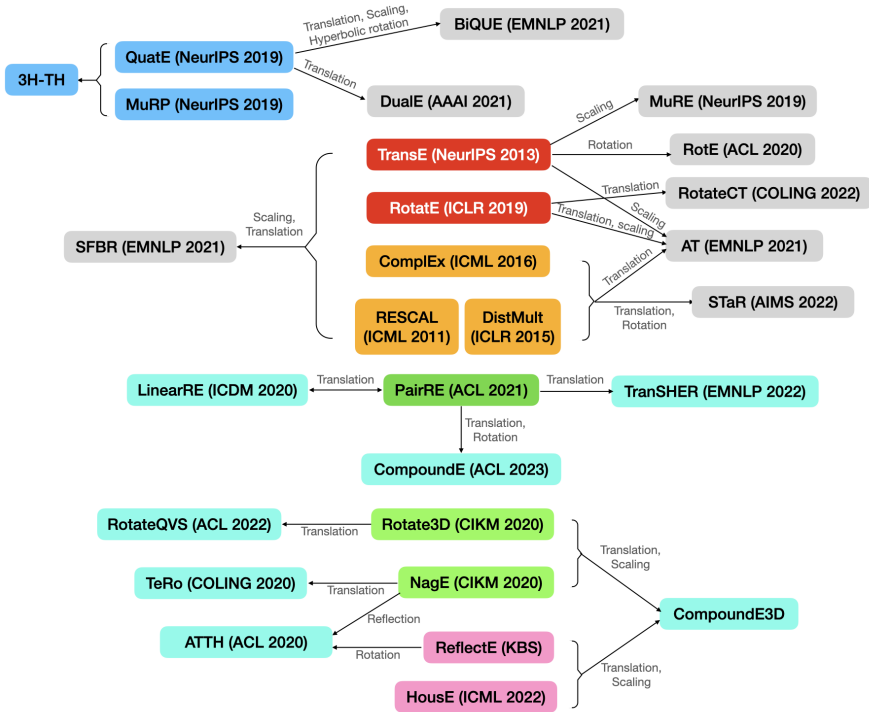 Translation, Scaling,
Hyperbolic rotation
BiQUE (EMNLP 2021)
QuatE (NeurIPS 2019)
3H-TH
Translation
MuRP (NeurIPS 2019)
DualE (AAAI 2021)
MuRE (NeurIPS 2019)
Scaling
TransE (NeurIPS 2013)
Rotation
RotE (ACL 2020)
Translation
RotateCT (COLING 2022)
RotatE (ICLR 2019)
Scaling
Translation, scaling
Scaling,
Translation
SFBR (EMNLP 2021)
AT (EMNLP 2021)
ComplEx (ICML 2016)
Translation
STaR (AIMS 2022)
Translation,
Rotation
RESCAL
(ICML 2011)
DistMult
(ICLR 2015)
LinearRE (ICDM 2020)
Translation
PairRE (ACL 2021)
Translation
TranSHER (EMNLP 2022)
Translation,
Rotation
CompoundE (ACL 2023)
RotateQVS (ACL 2022)
Translation
Rotate3D (CIKM 2020)
Translation,
Scaling
TeRo (COLING 2020)
Translation
NagE (CIKM 2020)
Reflection
CompoundE3D
ATTH (ACL 2020)
Rotation
ReflectE (KBS)
Translation,
Scaling
HousE (ICML 2022)